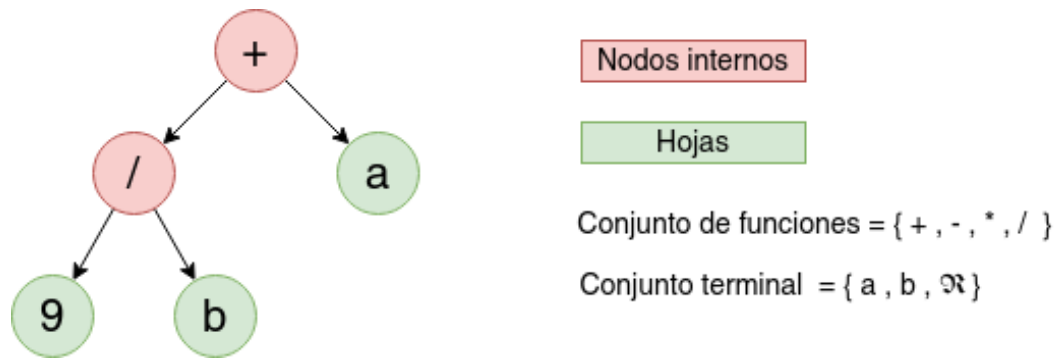 +
/
a
9
b
Nodos internos
Hojas
Conjunto de funciones = { + , - , * , / }
Conjunto terminal = { a , b , ℜ }